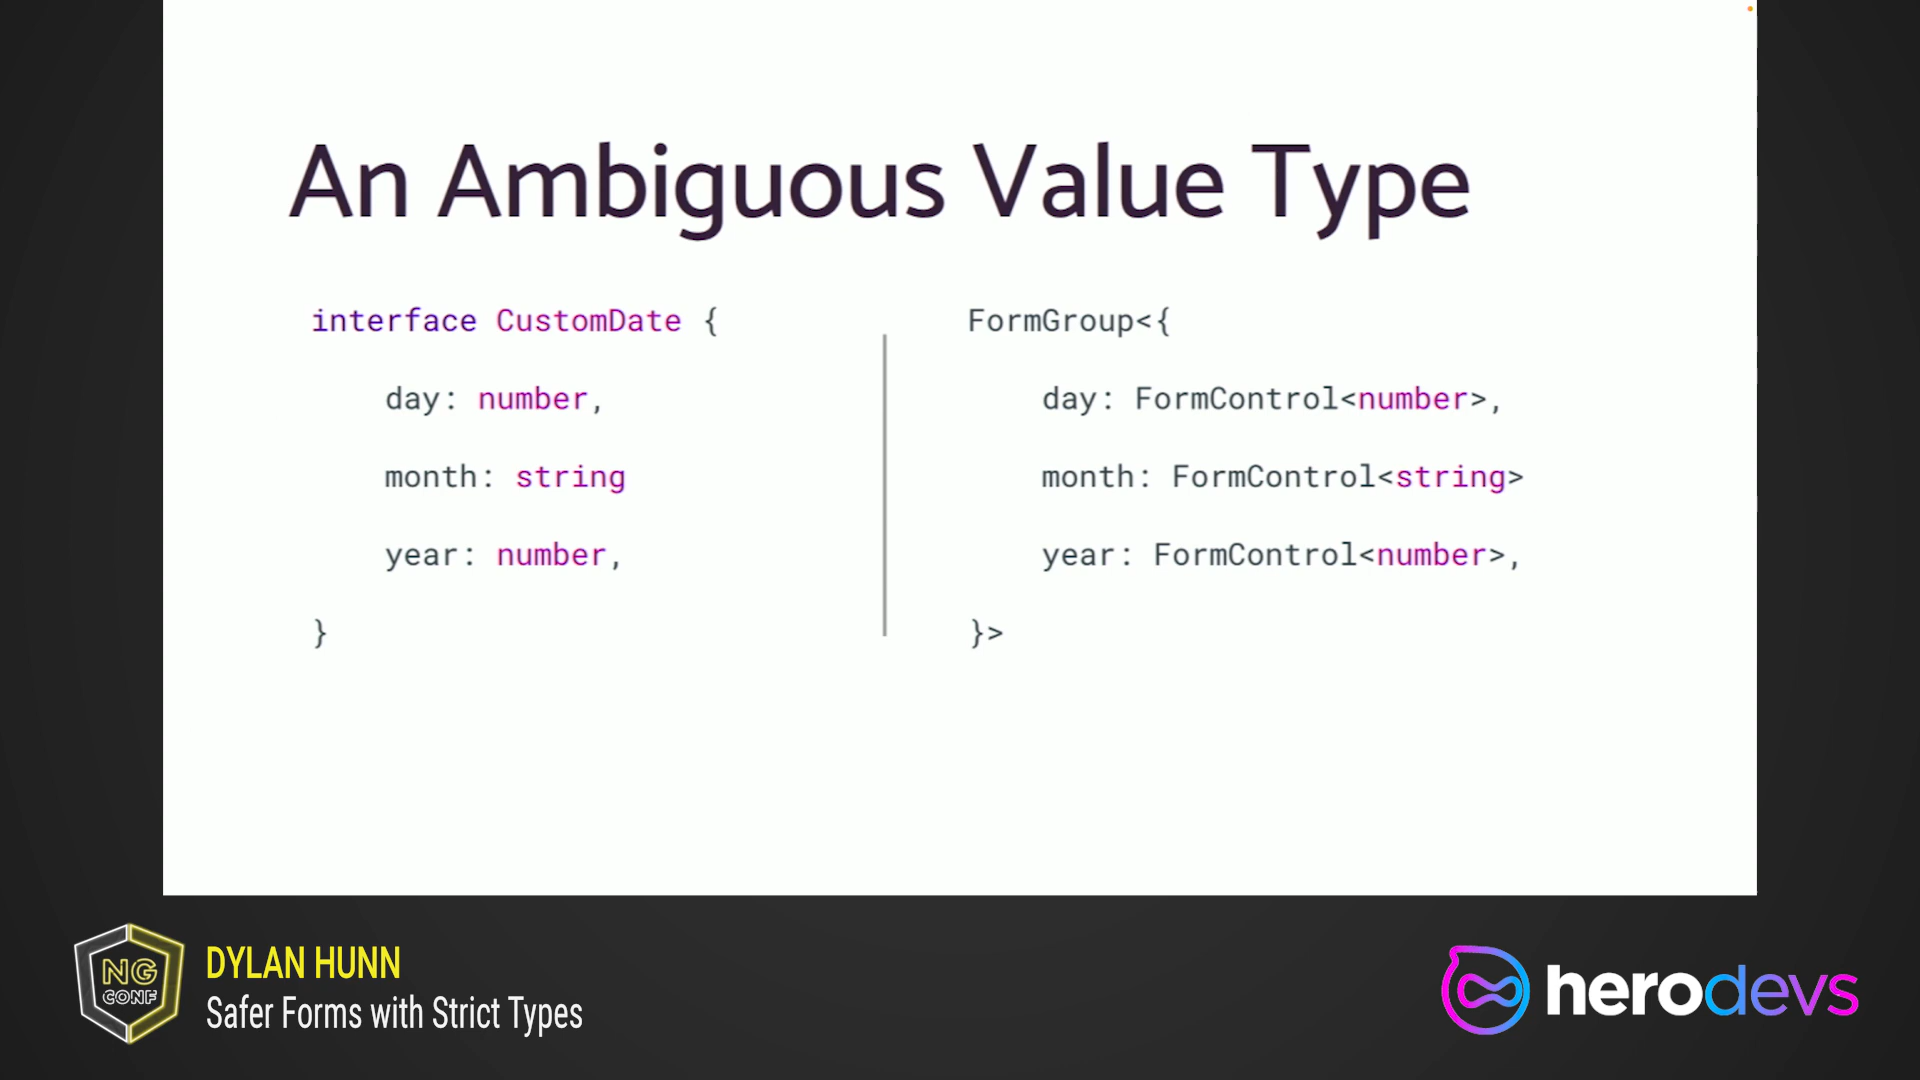 An Ambiguous Value Type
interface CustomDate {
day: number,
month: string
year: number,
}
FormGroup<{
day: FormControl<number>,
month: FormControl<string>
year: FormControl<number>,
}>
NG
CONF
DYLAN HUNN
Safer Forms with Strict Types
herodevs